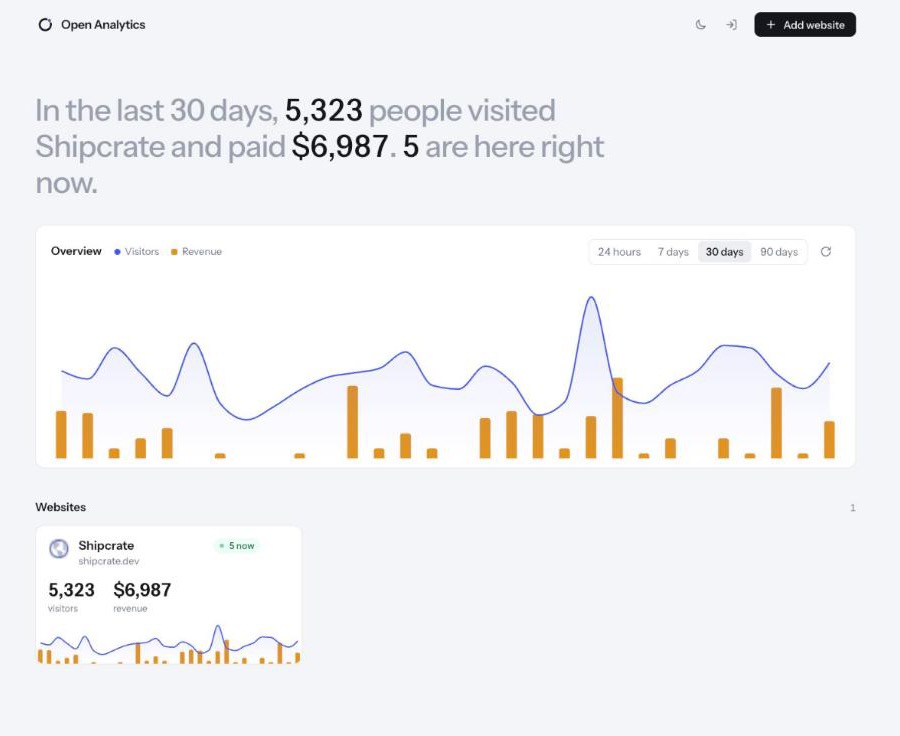 Open Analytics
+ Add website
In the last 30 days, 5,323 people visited
Shipcrate and paid $6,987. 5 are here right
now.
Overview Visitors Revenue 24 hours 7 days 30 days 90 days
Websites 1
Shipcrate 5 now
shipcrate.dev
5,323 $6,987
visitors revenue